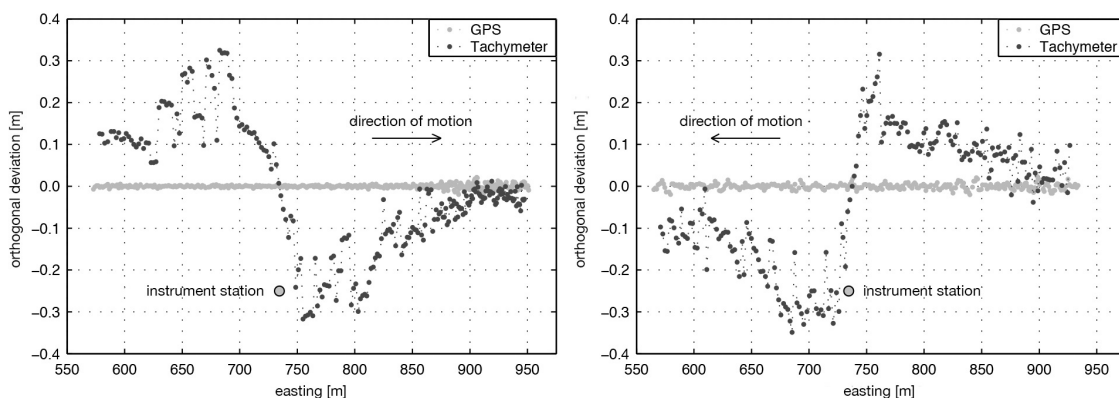 0.4
GPS
Tachymeter
0.3
0.2
direction of motion
0.1
0.0
−0.1
−0.2
instrument station
−0.3
−0.4
550 600 650 700 750 800 850 900 950
easting [m]
orthogonal deviation [m]
0.4
GPS
Tachymeter
0.3
0.2
direction of motion
0.1
0.0
−0.1
−0.2
instrument station
−0.3
−0.4
550 600 650 700 750 800 850 900 950
easting [m]
orthogonal deviation [m]